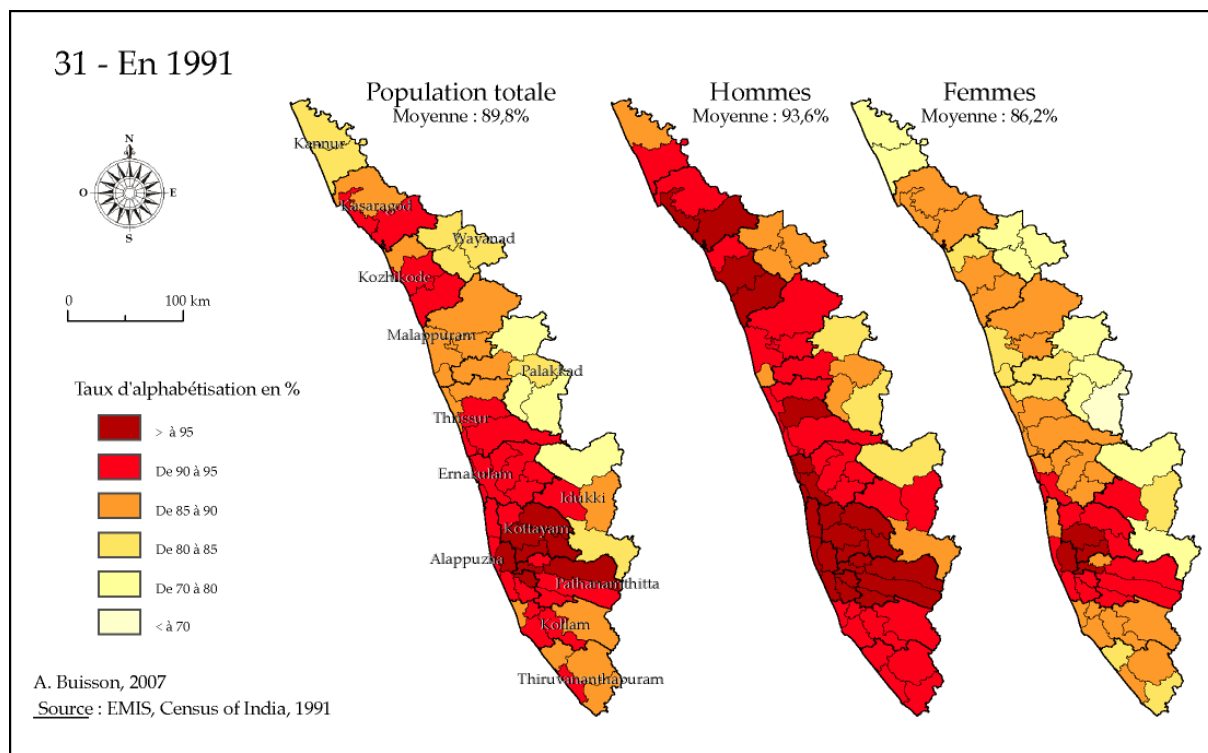 31 - En 1991
Population totale
Moyenne : 89,8%
Hommes
Moyenne : 93,6%
Femmes
Moyenne : 86,2%
N
O
E
S
0
100 km
Kannur
Kasaragod
Wayanad
Kozhikode
Malappuram
Palakkad
Thrissur
Ernakulam
Idukki
Kottayam
Alappuzha
Pathanamthitta
Kollam
Thiruvananthapuram
Taux d'alphabétisation en %
> à 95
De 90 à 95
De 85 à 90
De 80 à 85
De 70 à 80
< à 70
A. Buisson, 2007
Source : EMIS, Census of India, 1991